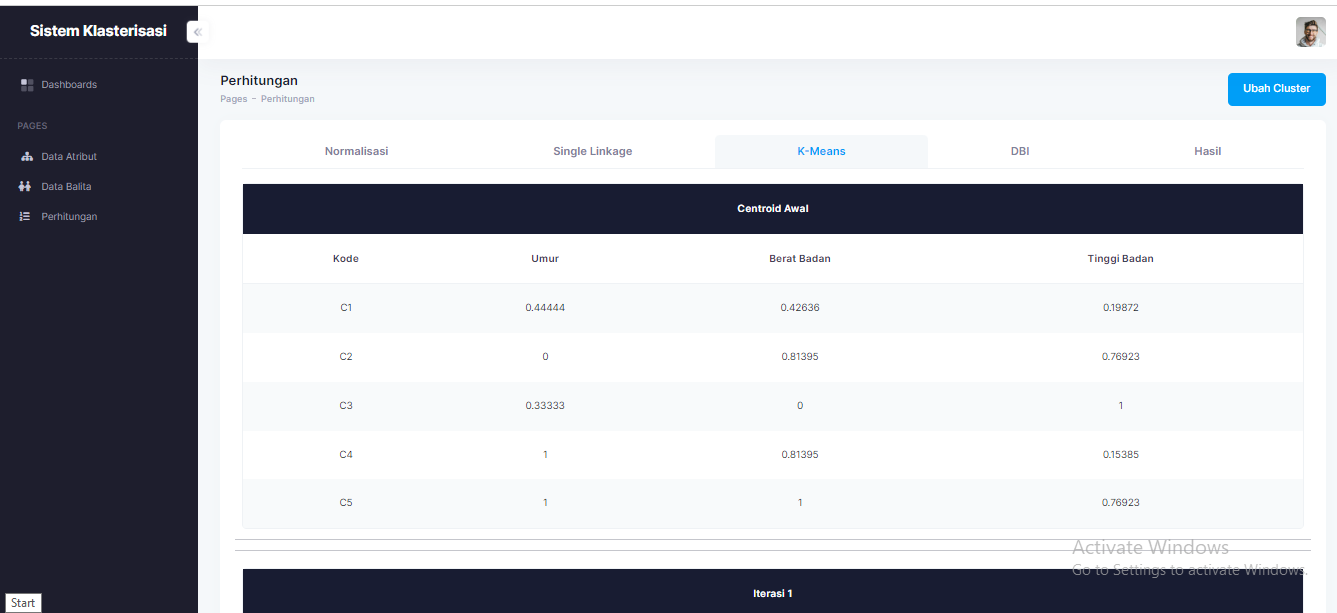 Sistem Klasterisasi
Dashboards
PAGES
Data Atribut
Data Balita
Perhitungan
Perhitungan
Pages - Perhitungan
Ubah Cluster
Normalisasi Single Linkage K-Means DBI Hasil
Centroid Awal
Kode Umur Berat Badan Tinggi Badan
C1 0.44444 0.42636 0.19872
C2 0 0.81395 0.76923
C3 0.33333 0 1
C4 1 0.81395 0.15385
C5 1 1 0.76923
Activate Windows
Go to Settings to activate Windows.
Iterasi 1
Start